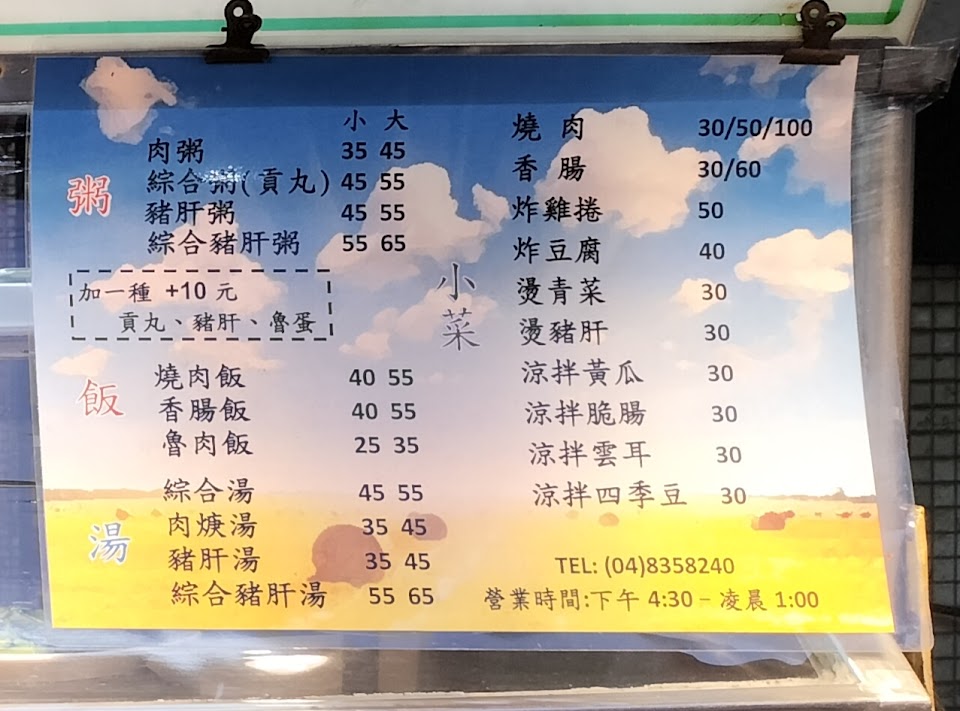 小 大
粥
肉粥 35 45
綜合粥(貢丸) 45 55
豬肝粥 45 55
綜合豬肝粥 55 65
加一種 +10 元
貢丸、豬肝、魯蛋
飯
燒肉飯 40 55
香腸飯 40 55
魯肉飯 25 35
湯
綜合湯 45 55
肉焿湯 35 45
豬肝湯 35 45
綜合豬肝湯 55 65
小菜
燒肉 30/50/100
香腸 30/60
炸雞捲 50
炸豆腐 40
燙青菜 30
燙豬肝 30
涼拌黃瓜 30
涼拌脆腸 30
涼拌雲耳 30
涼拌四季豆 30
TEL: (04)8358240
營業時間:下午 4:30 – 凌晨 1:00